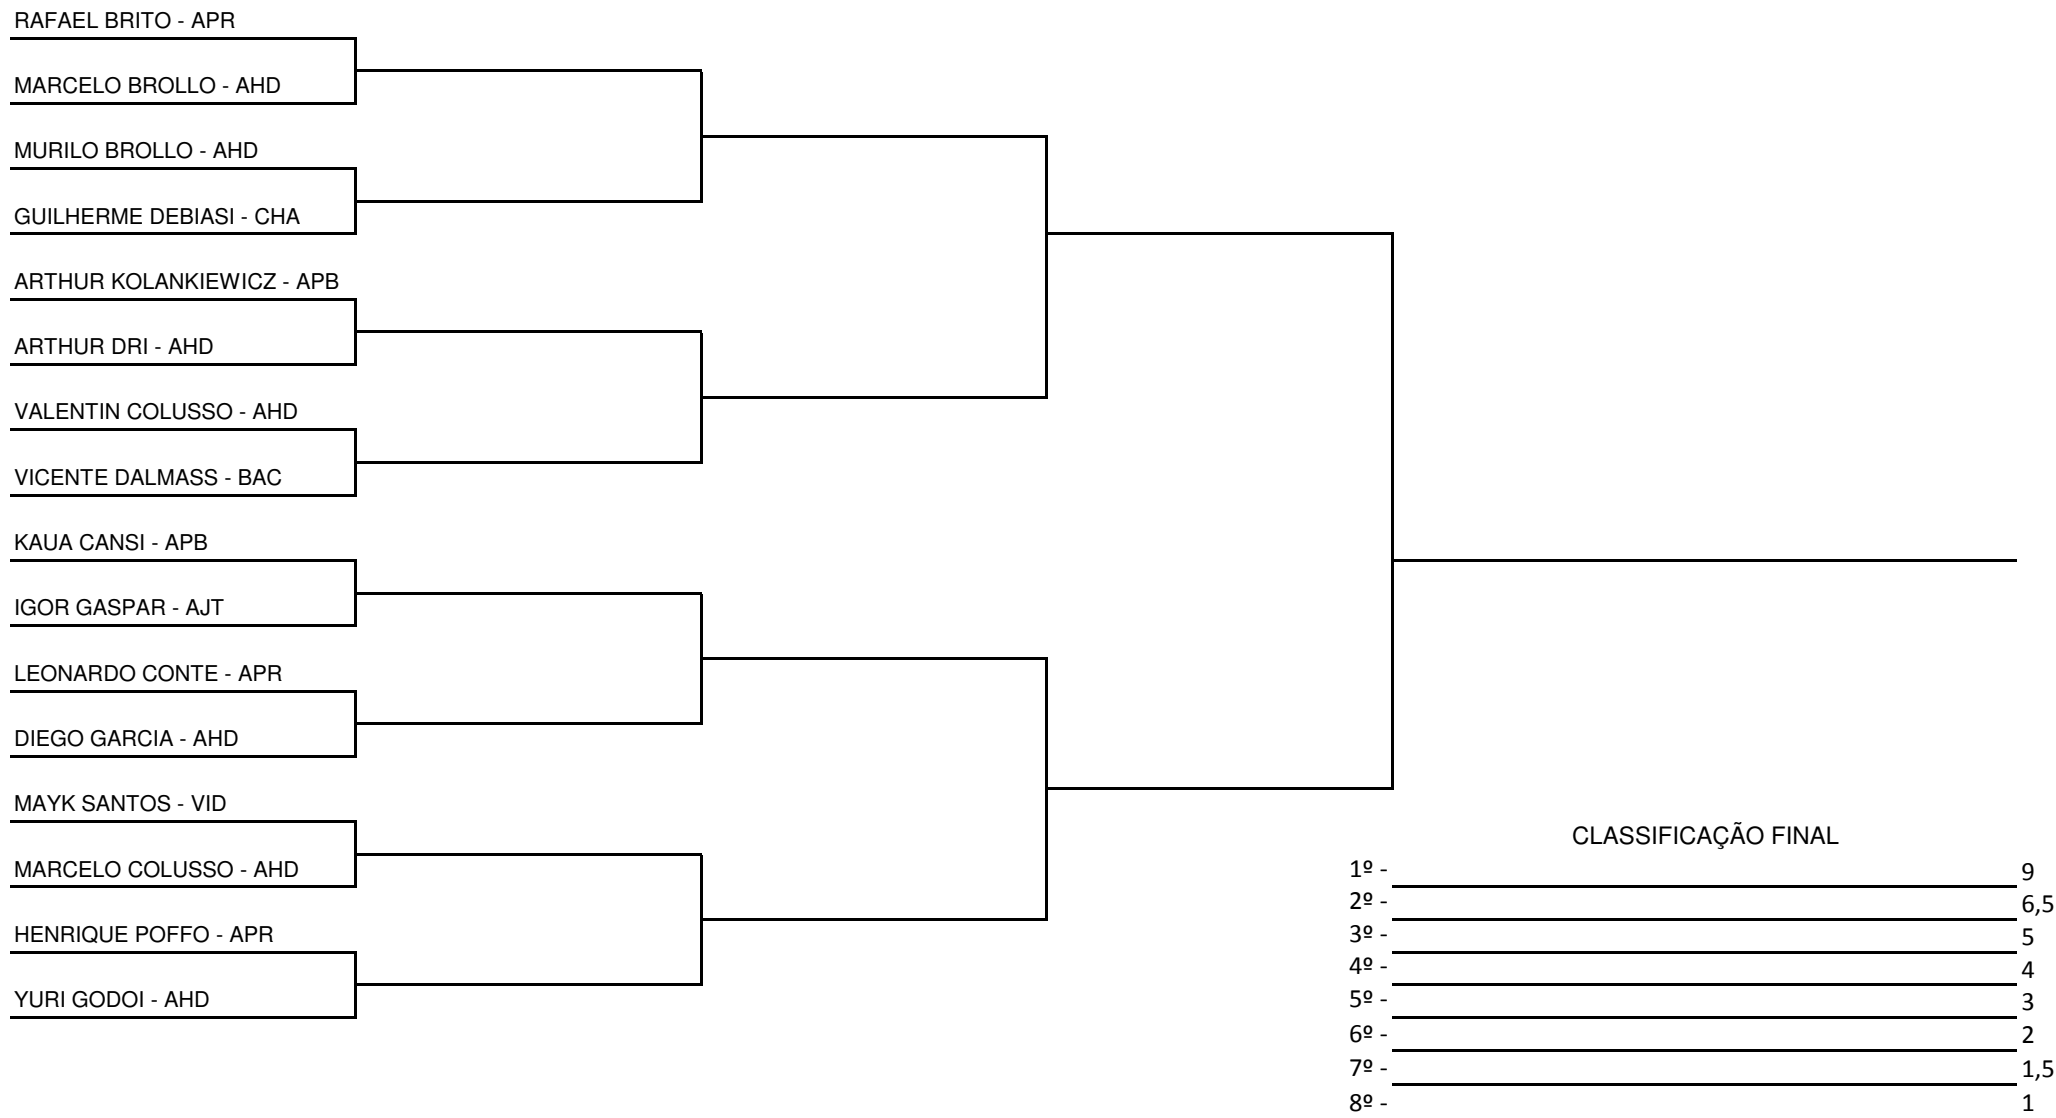 RAFAEL BRITO - APR
MARCELO BROLLO - AHD
MURILO BROLLO - AHD
GUILHERME DEBIASI - CHA
ARTHUR KOLANKIEWICZ - APB
ARTHUR DRI - AHD
VALENTIN COLUSSO - AHD
VICENTE DALMASS - BAC
KAUA CANSI - APB
IGOR GASPAR - AJT
LEONARDO CONTE - APR
DIEGO GARCIA - AHD
MAYK SANTOS - VID
MARCELO COLUSSO - AHD
HENRIQUE POFFO - APR
YURI GODOI - AHD
CLASSIFICAÇÃO FINAL
1º - 9
2º - 6,5
3º - 5
4º - 4
5º - 3
6º - 2
7º - 1,5
8º - 1